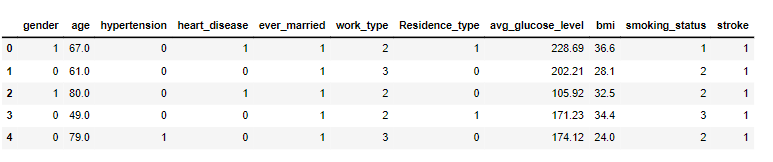 gender age hypertension heart_disease ever_married work_type Residence_type avg_glucose_level bmi smoking_status stroke
0 1 67.0 0 1 1 2 1 228.69 36.6 1 1
1 0 61.0 0 0 1 3 0 202.21 28.1 2 1
2 1 80.0 0 1 1 2 0 105.92 32.5 2 1
3 0 49.0 0 0 1 2 1 171.23 34.4 3 1
4 0 79.0 1 0 1 3 0 174.12 24.0 2 1